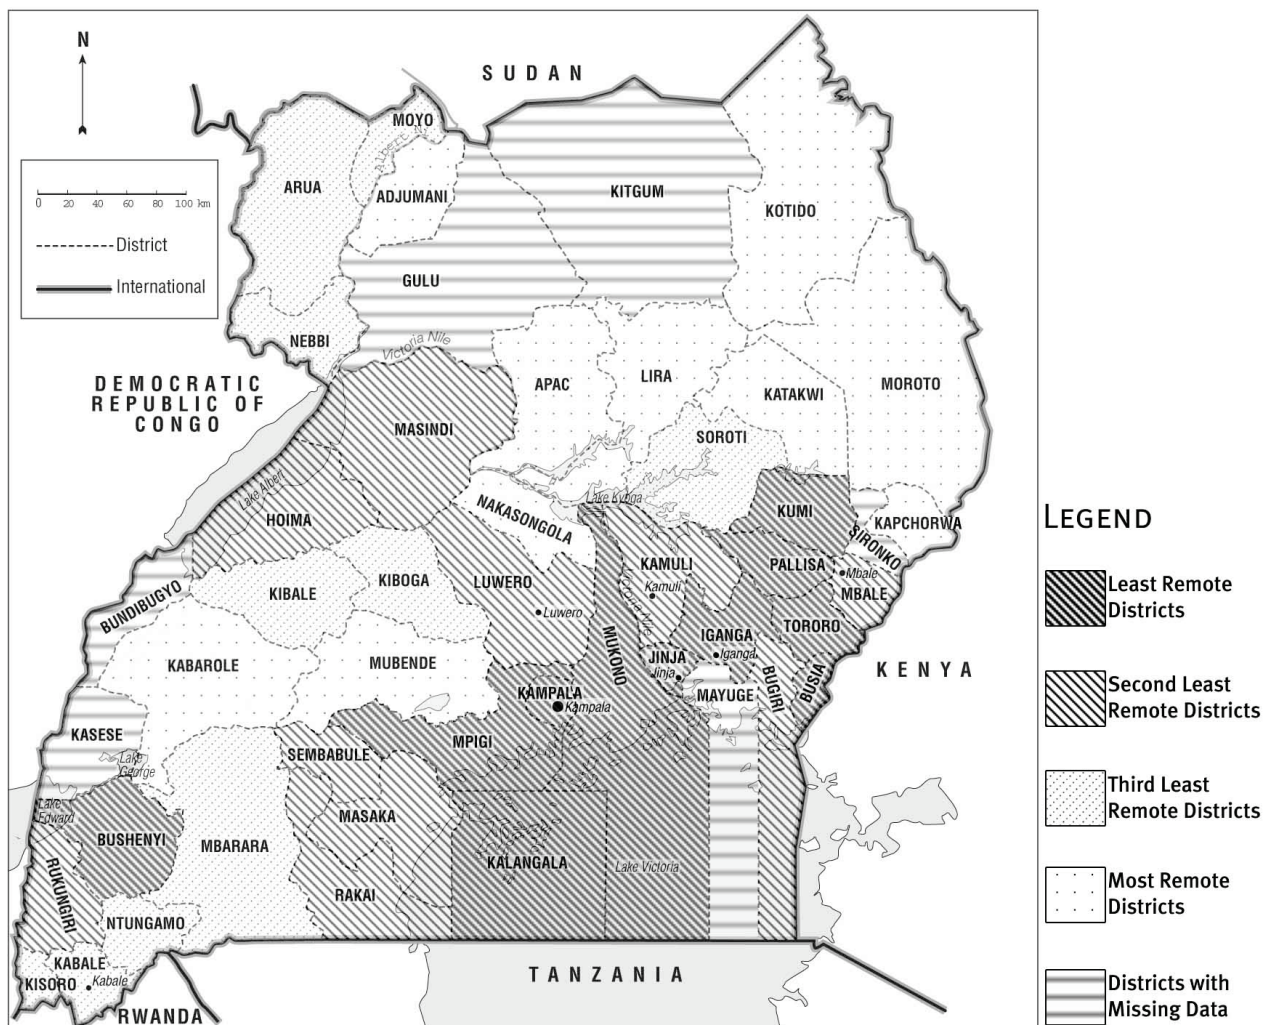 N
SUDAN
MOYO
Albert N.
ARUA
ADJUMANI
KITGUM
KOTIDO
0 20 40 60 80 100 km
District
International
GULU
NEBBI
Victoria Nile
DEMOCRATIC
REPUBLIC OF
CONGO
APAC
LIRA
KATAKWI
MOROTO
MASINDI
SOROTI
Lake Albert
Lake Kyoga
NAKASONGOLA
KUMI
KAPCHORWA
HOIMA
SIRONKO
KAMULI
Kamuli
PALLISA
Mbale
MBALE
BUNDIBUGYO
KIBALE
KIBOGA
LUWERO
Luwero
Victoria Nile
MUKONO
IGANGA
Iganga
TORORO
KABAROLE
MUBENDE
JINJA
Jinja
BUGIRI
BUSIA
KENYA
KAMPALA
Kampala
MAYUGE
KASESE
Lake
George
SEMBABULE
MPIGI
Lake
Edward
BUSHENYI
MBARARA
MASAKA
KALANGALA
Lake Victoria
RUKUNGIRI
RAKAI
NTUNGAMO
KABALE
Kabale
KISORO
RWANDA
TANZANIA
LEGEND
Least Remote
Districts
Second Least
Remote Districts
Third Least
Remote Districts
Most Remote
Districts
Districts with
Missing Data